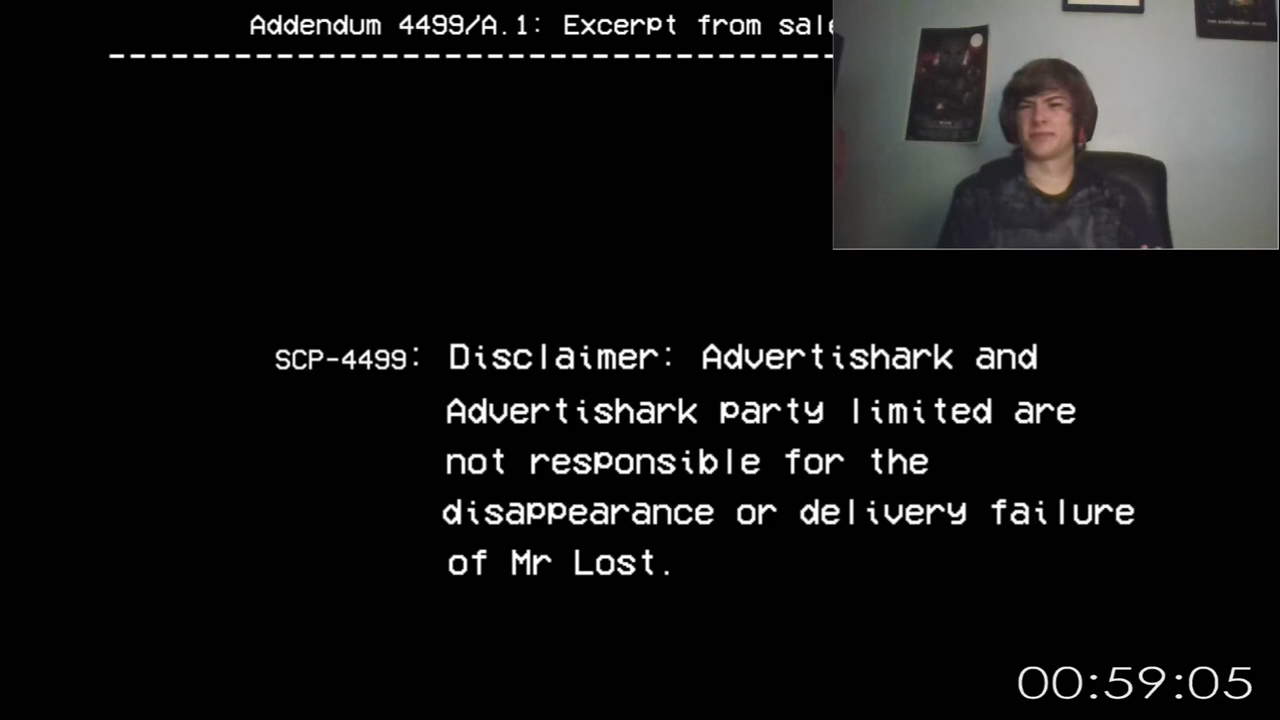 Addendum 4499/A.1: Excerpt from sale
SCP-4499: Disclaimer: Advertishark and
Advertishark party limited are
not responsible for the
disappearance or delivery failure
of Mr Lost.
00:59:05